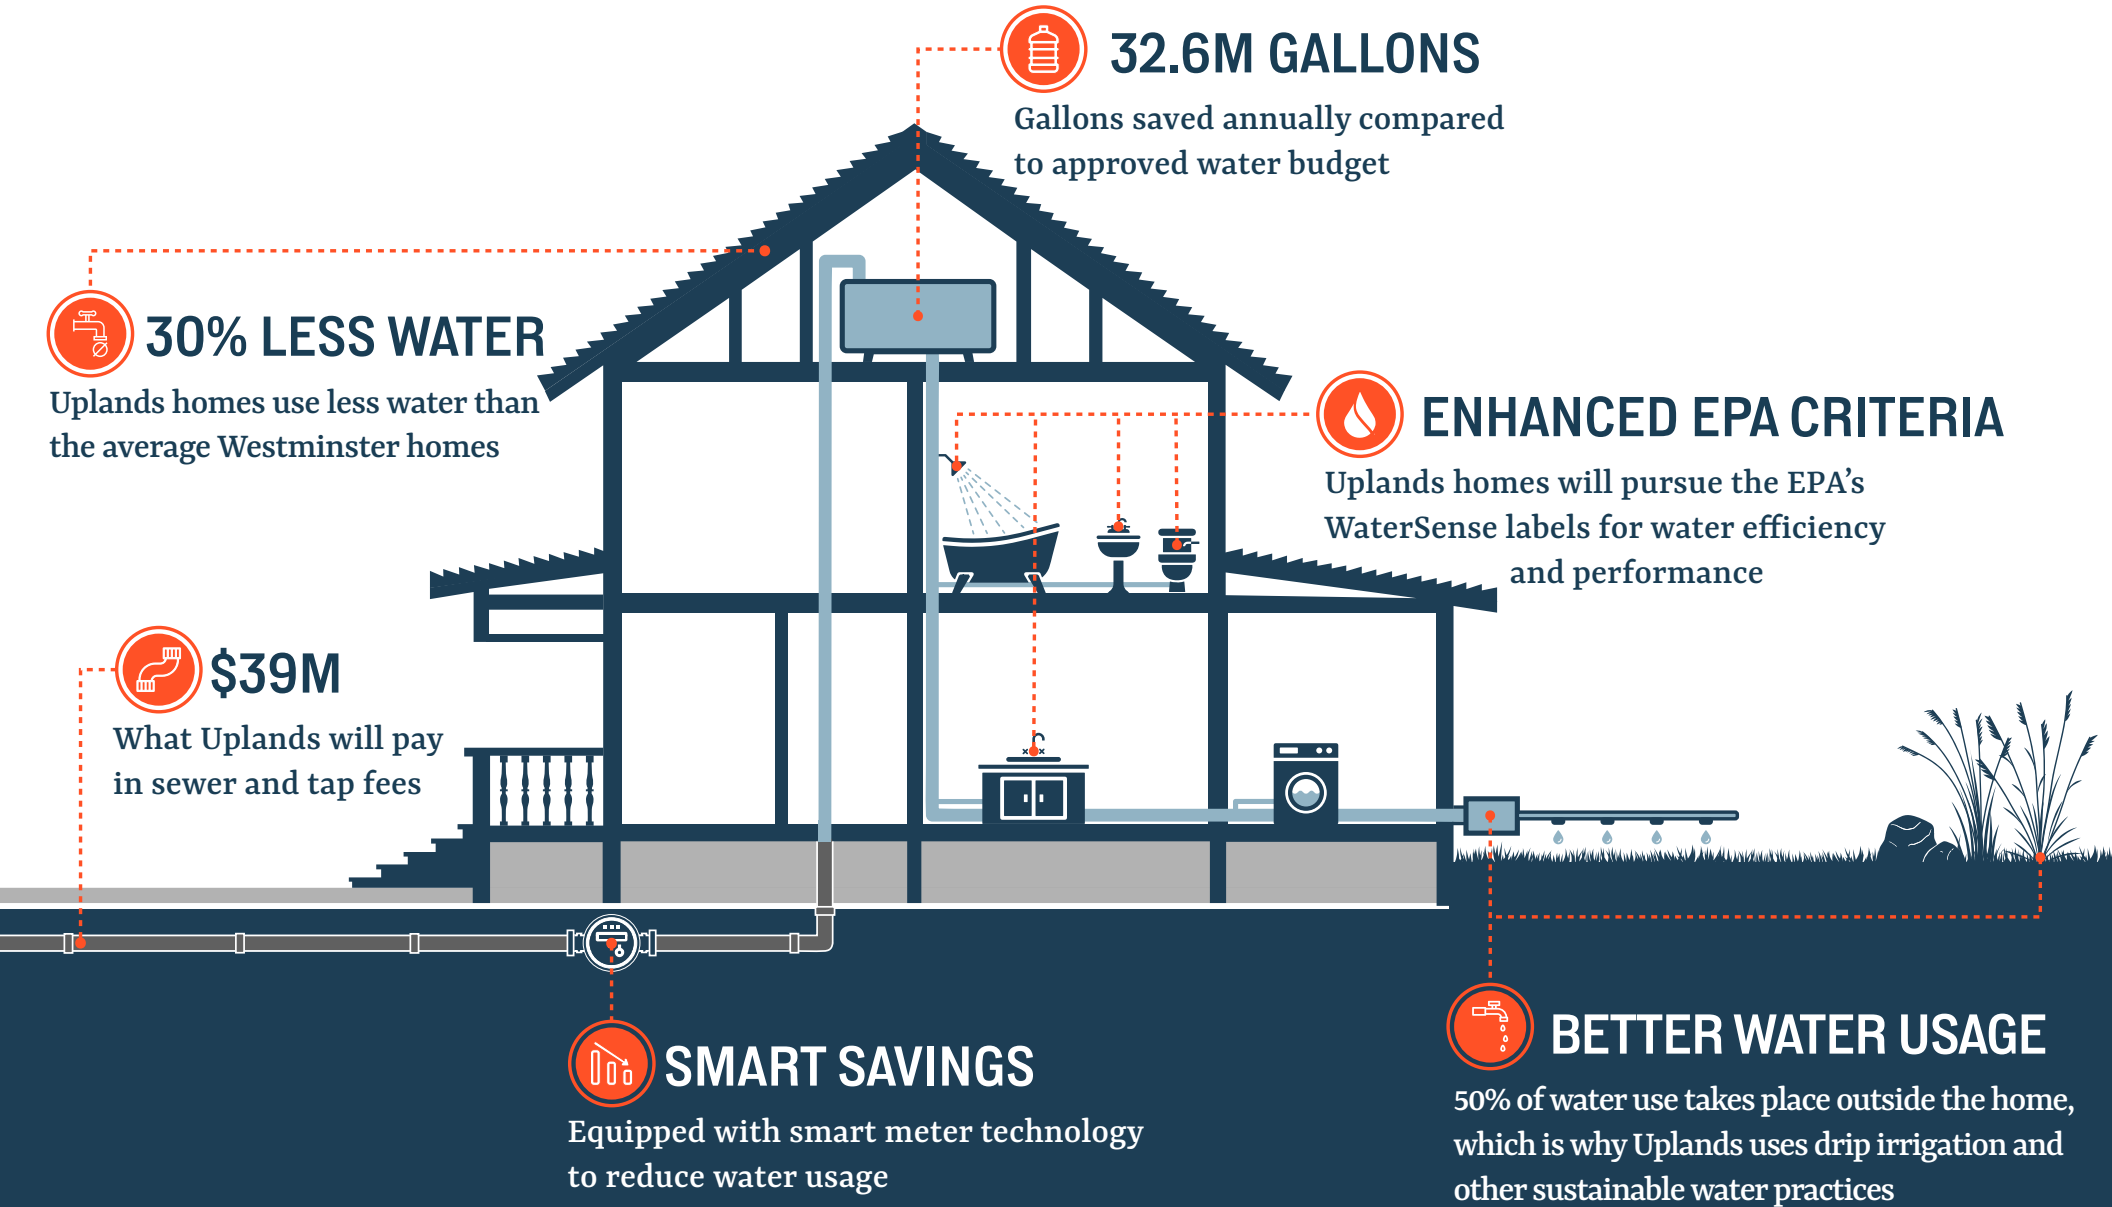 32.6M GALLONS
Gallons saved annually compared
to approved water budget
30% LESS WATER
Uplands homes use less water than
the average Westminster homes
ENHANCED EPA CRITERIA
Uplands homes will pursue the EPA’s
WaterSense labels for water efficiency
and performance
$39M
What Uplands will pay
in sewer and tap fees
SMART SAVINGS
Equipped with smart meter technology
to reduce water usage
BETTER WATER USAGE
50% of water use takes place outside the home,
which is why Uplands uses drip irrigation and
other sustainable water practices